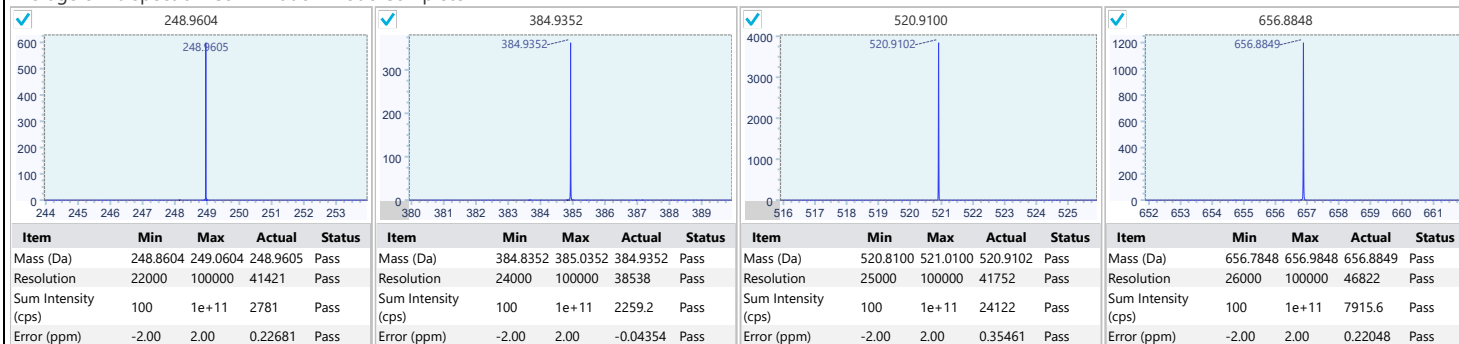 248.9604
384.9352
520.9100
656.8848
600
500
400
300
200
100
0
248.9605
244 245 246 247 248 249 250 251 252 253
300
200
100
0
384.9352
380 381 382 383 384 385 386 387 388 389
4000
3000
2000
1000
0
520.9102
516 517 518 519 520 521 522 523 524 525
1200
1000
800
600
400
200
0
656.8849
652 653 654 655 656 657 658 659 660 661
Item Min Max Actual Status
Mass (Da) 248.8604 249.0604 248.9605 Pass
Resolution 22000 100000 41421 Pass
Sum Intensity (cps) 100 1e+11 2781 Pass
Error (ppm) -2.00 2.00 0.22681 Pass
Item Min Max Actual Status
Mass (Da) 384.8352 385.0352 384.9352 Pass
Resolution 24000 100000 38538 Pass
Sum Intensity (cps) 100 1e+11 2259.2 Pass
Error (ppm) -2.00 2.00 -0.04354 Pass
Item Min Max Actual Status
Mass (Da) 520.8100 521.0100 520.9102 Pass
Resolution 25000 100000 41752 Pass
Sum Intensity (cps) 100 1e+11 24122 Pass
Error (ppm) -2.00 2.00 0.35461 Pass
Item Min Max Actual Status
Mass (Da) 656.7848 656.9848 656.8849 Pass
Resolution 26000 100000 46822 Pass
Sum Intensity (cps) 100 1e+11 7915.6 Pass
Error (ppm) -2.00 2.00 0.22048 Pass